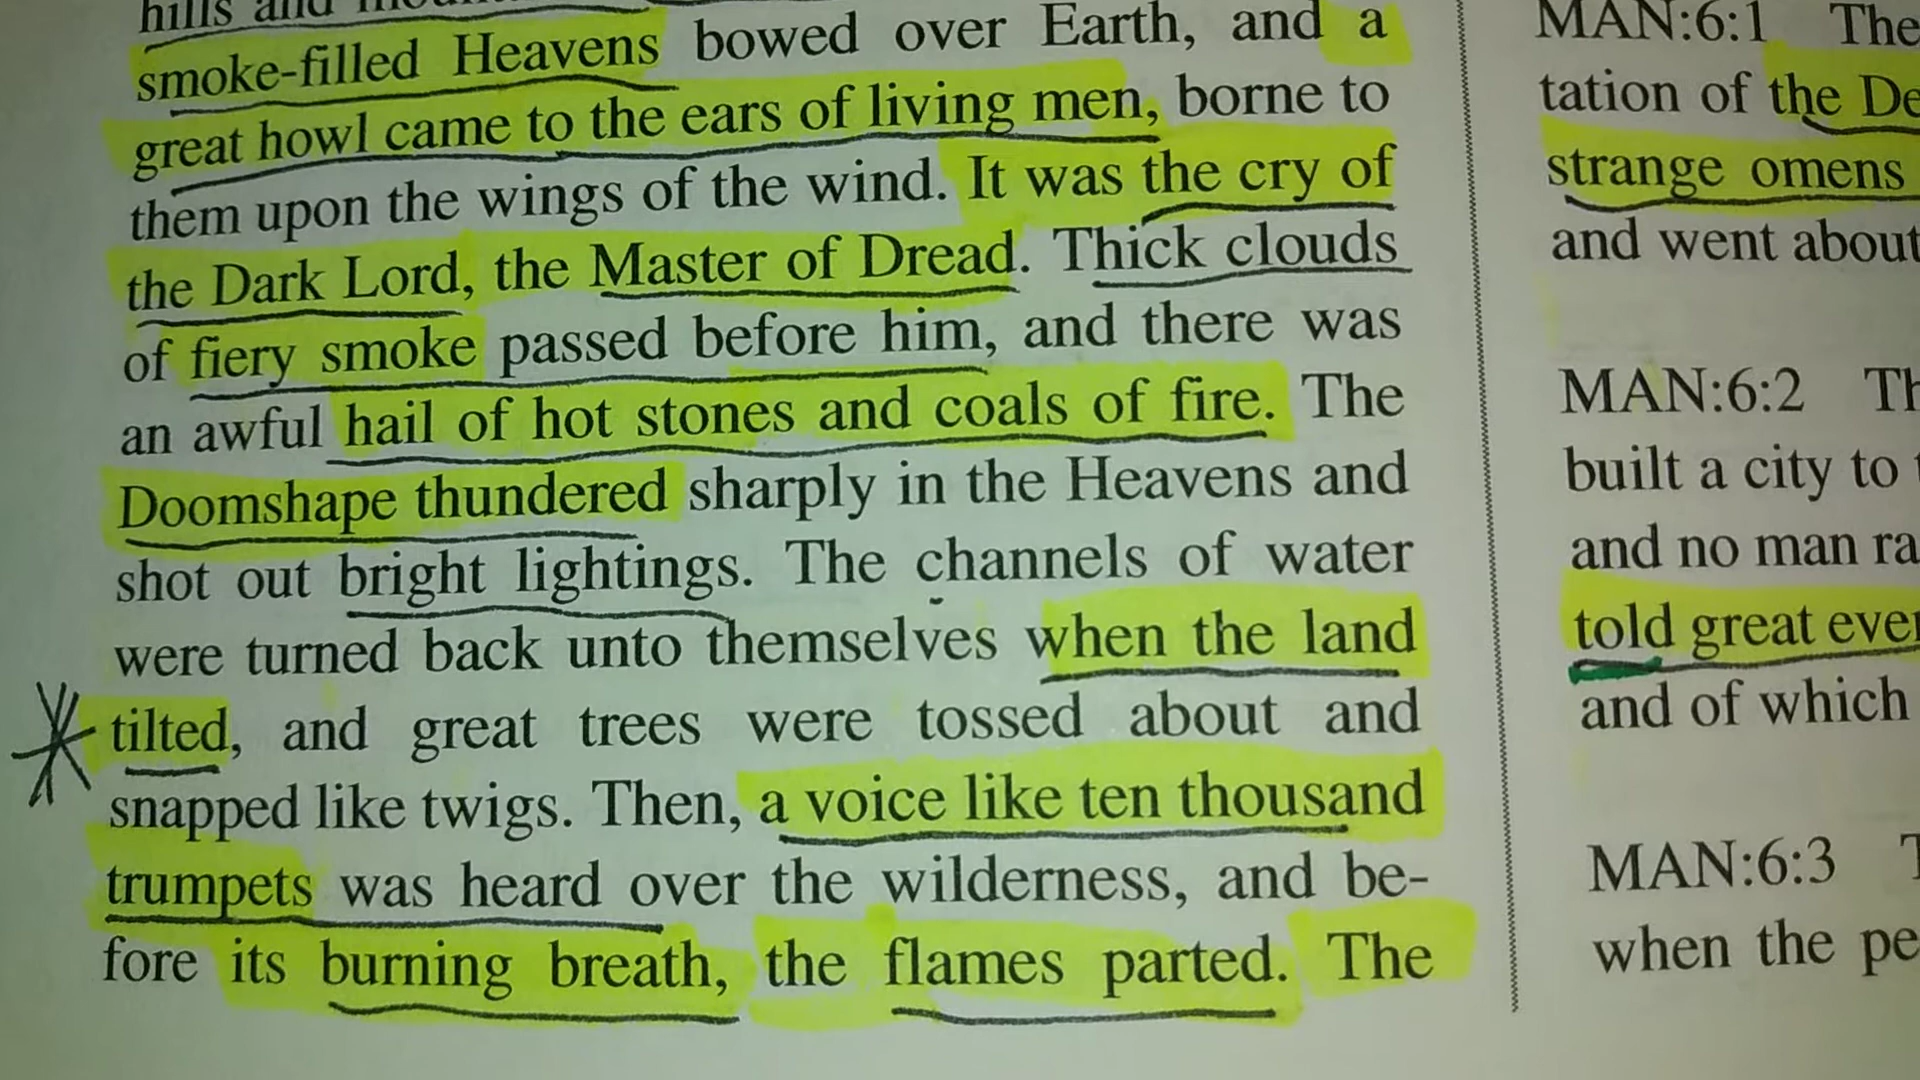 hills and
smoke-filled Heavens bowed over Earth, and a
great howl came to the ears of living men, borne to
them upon the wings of the wind. It was the cry of
the Dark Lord, the Master of Dread. Thick clouds
of fiery smoke passed before him, and there was
an awful hail of hot stones and coals of fire. The
Doomshape thundered sharply in the Heavens and
shot out bright lightings. The channels of water
were turned back unto themselves when the land
tilted, and great trees were tossed about and
snapped like twigs. Then, a voice like ten thousand
trumpets was heard over the wilderness, and be-
fore its burning breath, the flames parted. The
MAN:6:1 The
tation of the
strange omens
and went about
MAN:6:2
built a city to
and no man
told great
and of which
MAN:6:3
when the